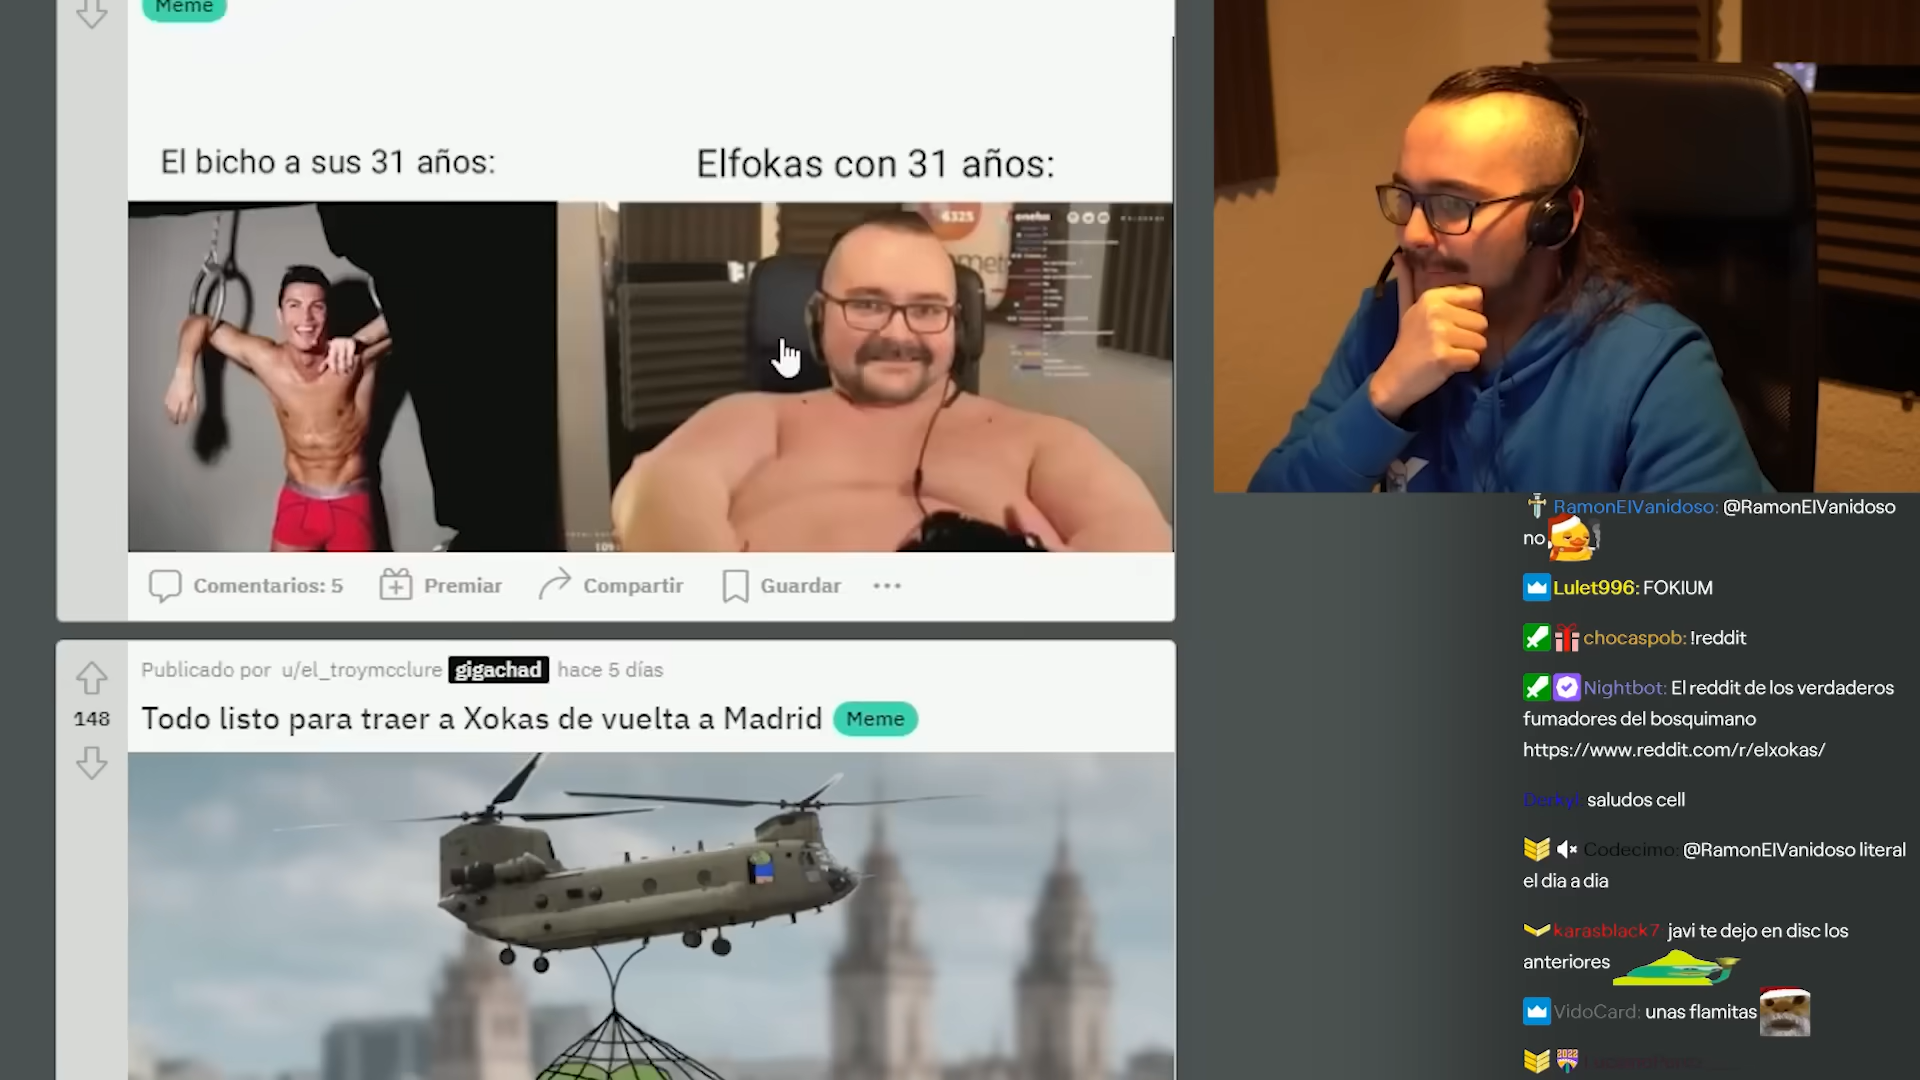 Meme
El bicho a sus 31 años:
Elfokas con 31 años:
6325
Comentarios: 5
Premiar
Compartir
Guardar
Publicado por u/el_troymcclure gigachad hace 5 días
148
Todo listo para traer a Xokas de vuelta a Madrid Meme
RamonElVanidoso: @RamonElVanidoso
no
Lulet996: FOKIUM
chocaspob: !reddit
Nightbot: El reddit de los verdaderos
fumadores del bosquimano
https://www.reddit.com/r/elxokas/
Derkyl: saludos cell
Codecimo: @RamonElVanidoso literal
el dia a dia
karasblack7 javi te dejo en disc los
anteriores
VidoCard: unas flamitas
2022